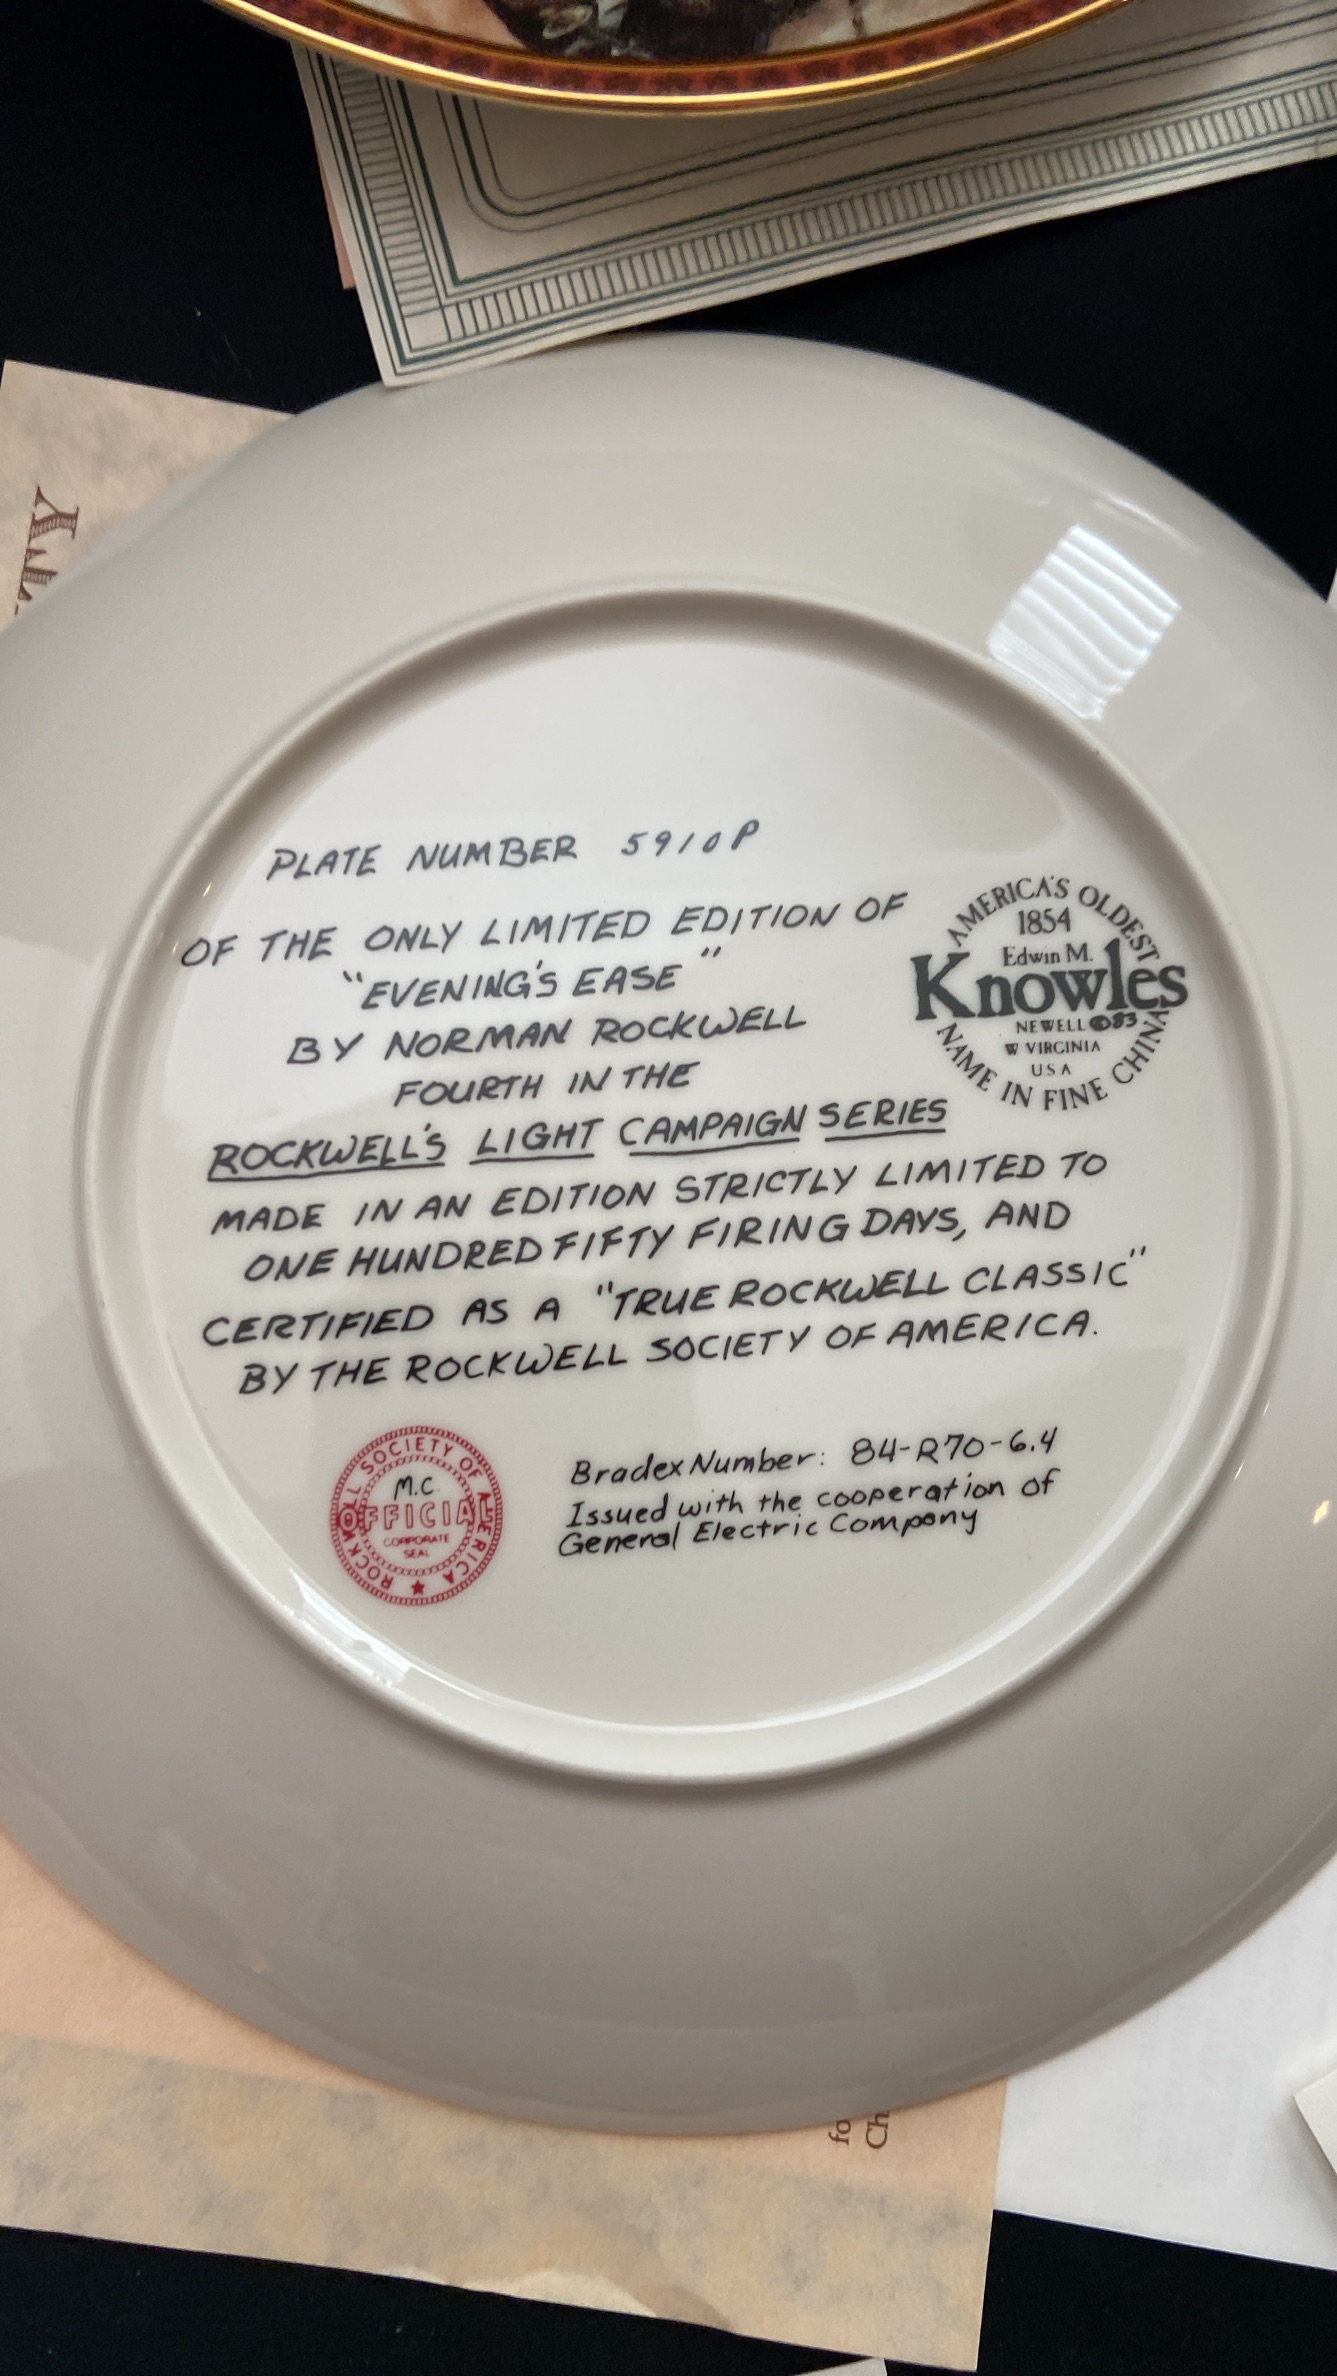 TY
PLATE NUMBER 5910P
OF THE ONLY LIMITED EDITION OF
"EVENING'S EASE"
BY NORMAN ROCKWELL
FOURTH IN THE
ROCKWELL'S LIGHT CAMPAIGN SERIES
MADE IN AN EDITION STRICTLY LIMITED TO
ONE HUNDRED FIFTY FIRING DAYS, AND
CERTIFIED AS A "TRUE ROCKWELL CLASSIC"
BY THE ROCKWELL SOCIETY OF AMERICA.
AMERICA'S OLDEST
1854
Edwin M.
Knowles
NEWELL ©83
W VIRGINIA
USA
NAME IN FINE CHINA
ROCKWELL SOCIETY OF AMERICA
M.C.
OFFICIAL
CORPORATE
SEAL
Bradex Number: 84-R70-6.4
Issued with the cooperation of
General Electric Company
fo
Ch